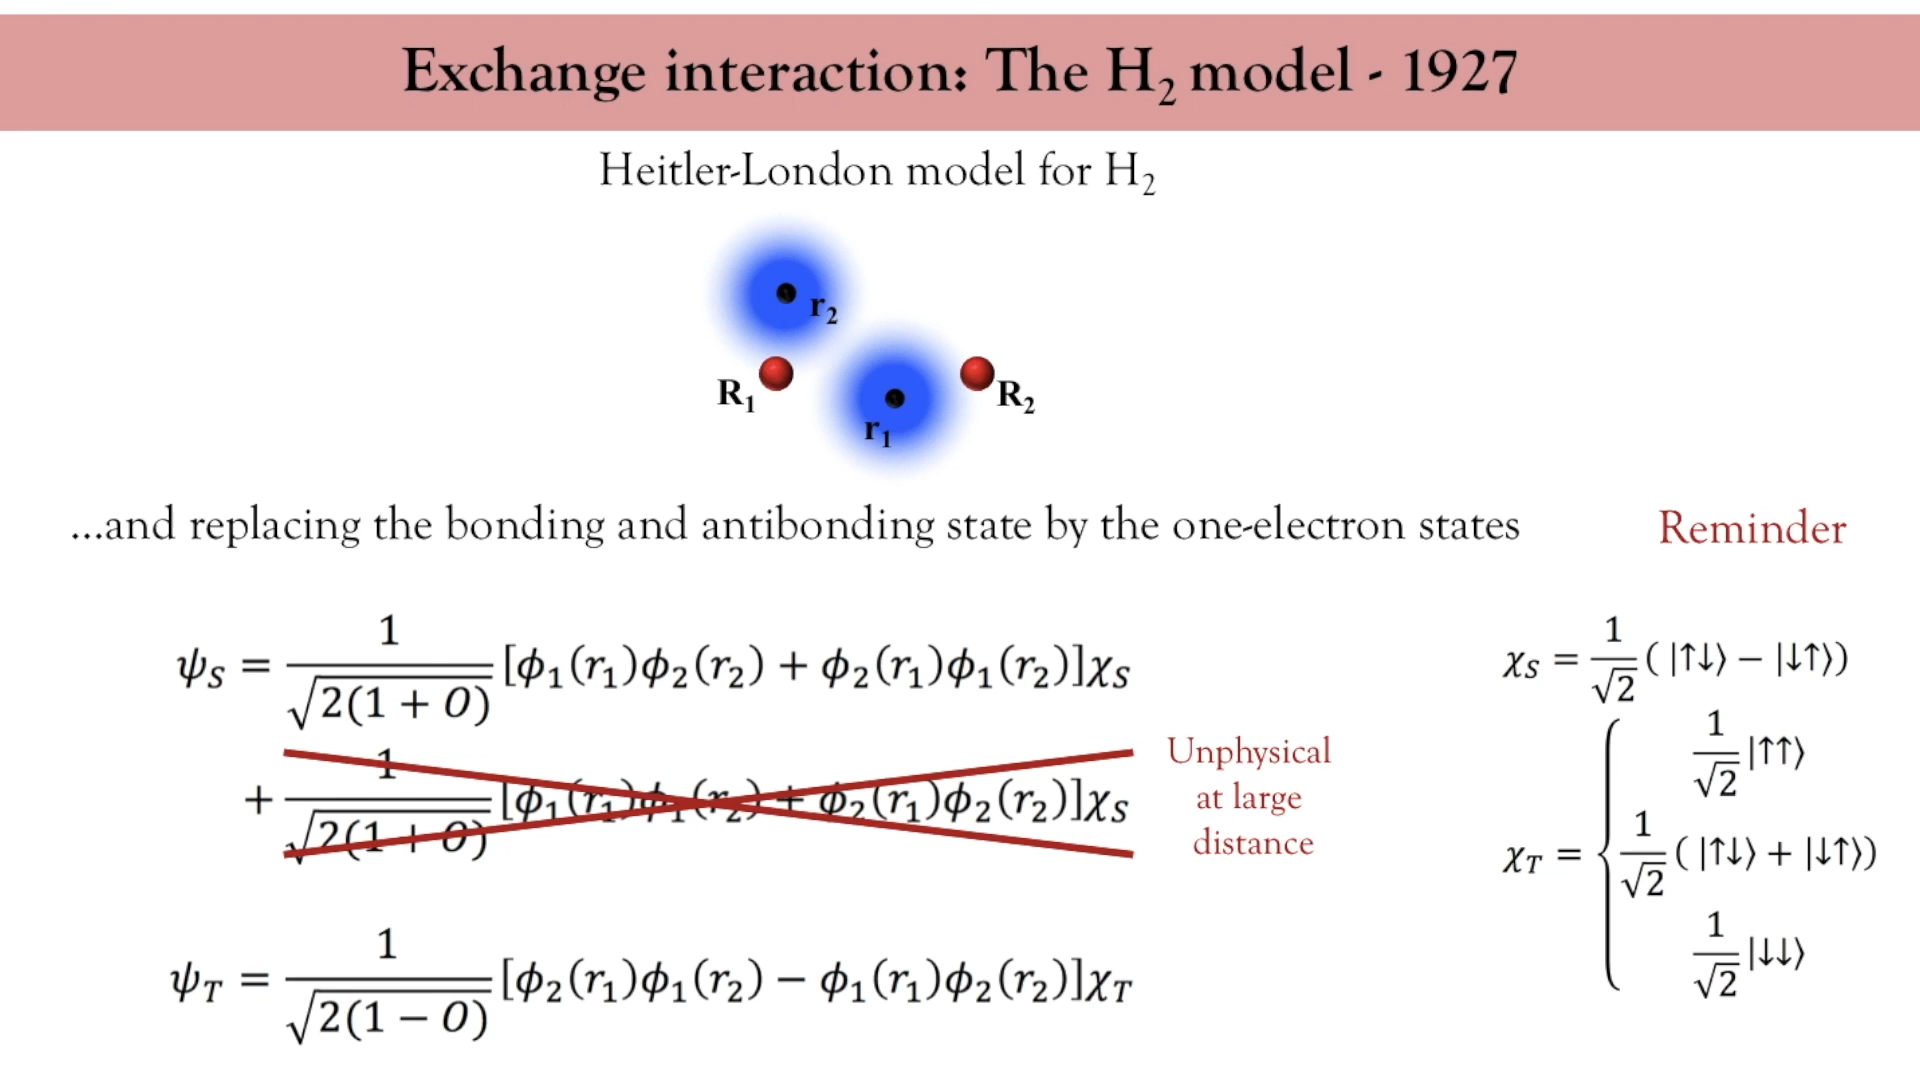 Exchange interaction: The H₂ model - 1927
Heitler-London model for H₂
r₂
R₁
R₂
r₁
...and replacing the bonding and antibonding state by the one-electron states
Reminder
ψ_S = 1/√(2(1 + O)) [ϕ₁(r₁)ϕ₂(r₂) + ϕ₂(r₁)ϕ₁(r₂)]χ_S
+ 1/√(2(1 + O)) [ϕ₁(r₁)ϕ₁(r₂) + ϕ₂(r₁)ϕ₂(r₂)]χ_S
Unphysical
at large
distance
ψ_T = 1/√(2(1 − O)) [ϕ₂(r₁)ϕ₁(r₂) − ϕ₁(r₁)ϕ₂(r₂)]χ_T
χ_S = 1/√2 ( |↑↓⟩ − |↓↑⟩)
1/√2 |↑↑⟩
χ_T = { 1/√2 ( |↑↓⟩ + |↓↑⟩)
1/√2 |↓↓⟩